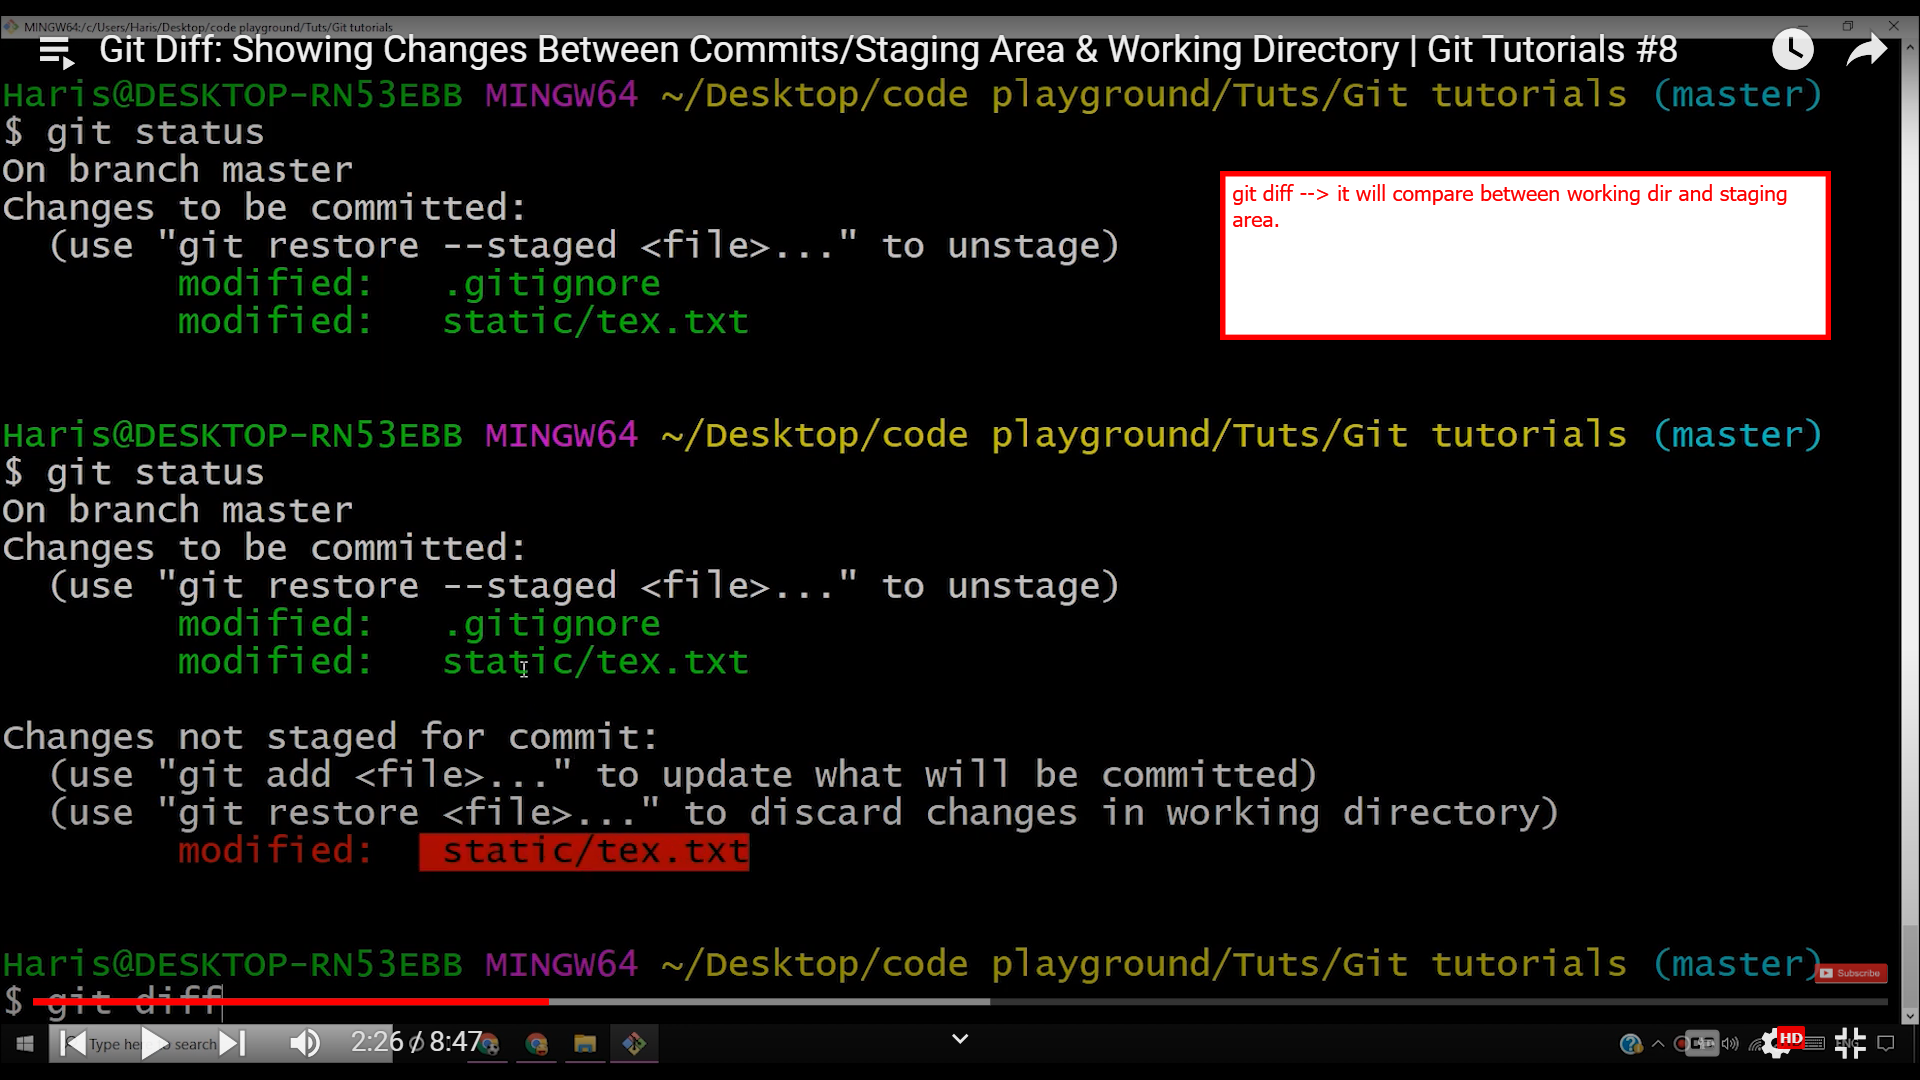 MINGW64:/c/Users/Haris/Desktop/code playground/Tuts/Git tutorials
Git Diff: Showing Changes Between Commits/Staging Area & Working Directory | Git Tutorials #8
Haris@DESKTOP-RN53EBB MINGW64 ~/Desktop/code playground/Tuts/Git tutorials (master)
$ git status
On branch master
Changes to be committed:
(use "git restore --staged <file>..." to unstage)
modified: .gitignore
modified: static/tex.txt
git diff --> it will compare between working dir and staging
area.
Haris@DESKTOP-RN53EBB MINGW64 ~/Desktop/code playground/Tuts/Git tutorials (master)
$ git status
On branch master
Changes to be committed:
(use "git restore --staged <file>..." to unstage)
modified: .gitignore
modified: static/tex.txt
Changes not staged for commit:
(use "git add <file>..." to update what will be committed)
(use "git restore <file>..." to discard changes in working directory)
modified: static/tex.txt
Haris@DESKTOP-RN53EBB MINGW64 ~/Desktop/code playground/Tuts/Git tutorials (master)
Subscribe
$ git diff
Type here to search
2:26 / 8:47
HD